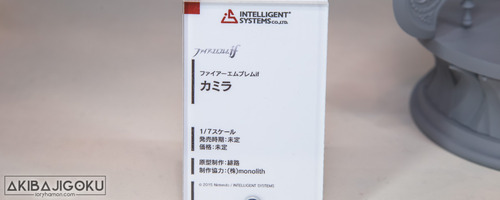 INTELLIGENT
SYSTEMS CO.,LTD.
ファイアーエムブレムif
ファイアーエムブレムif
カミラ
1/7スケール
発売時期:未定
価格:未定
原型制作:綾路
制作協力:(株)monolith
© 2015 Nintendo / INTELLIGENT SYSTEMS
AKIBAJIGOKU
loryhamon.com